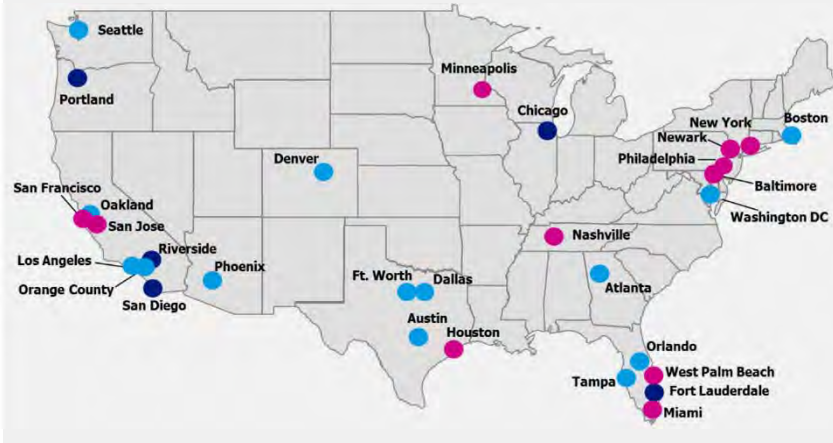 Seattle
Portland
Minneapolis
Chicago
New York
Boston
Newark
Denver
Philadelphia
San Francisco
Oakland
Baltimore
San Jose
Washington DC
Nashville
Riverside
Los Angeles
Phoenix
Ft. Worth
Dallas
Orange County
Atlanta
San Diego
Austin
Houston
Orlando
West Palm Beach
Tampa
Fort Lauderdale
Miami